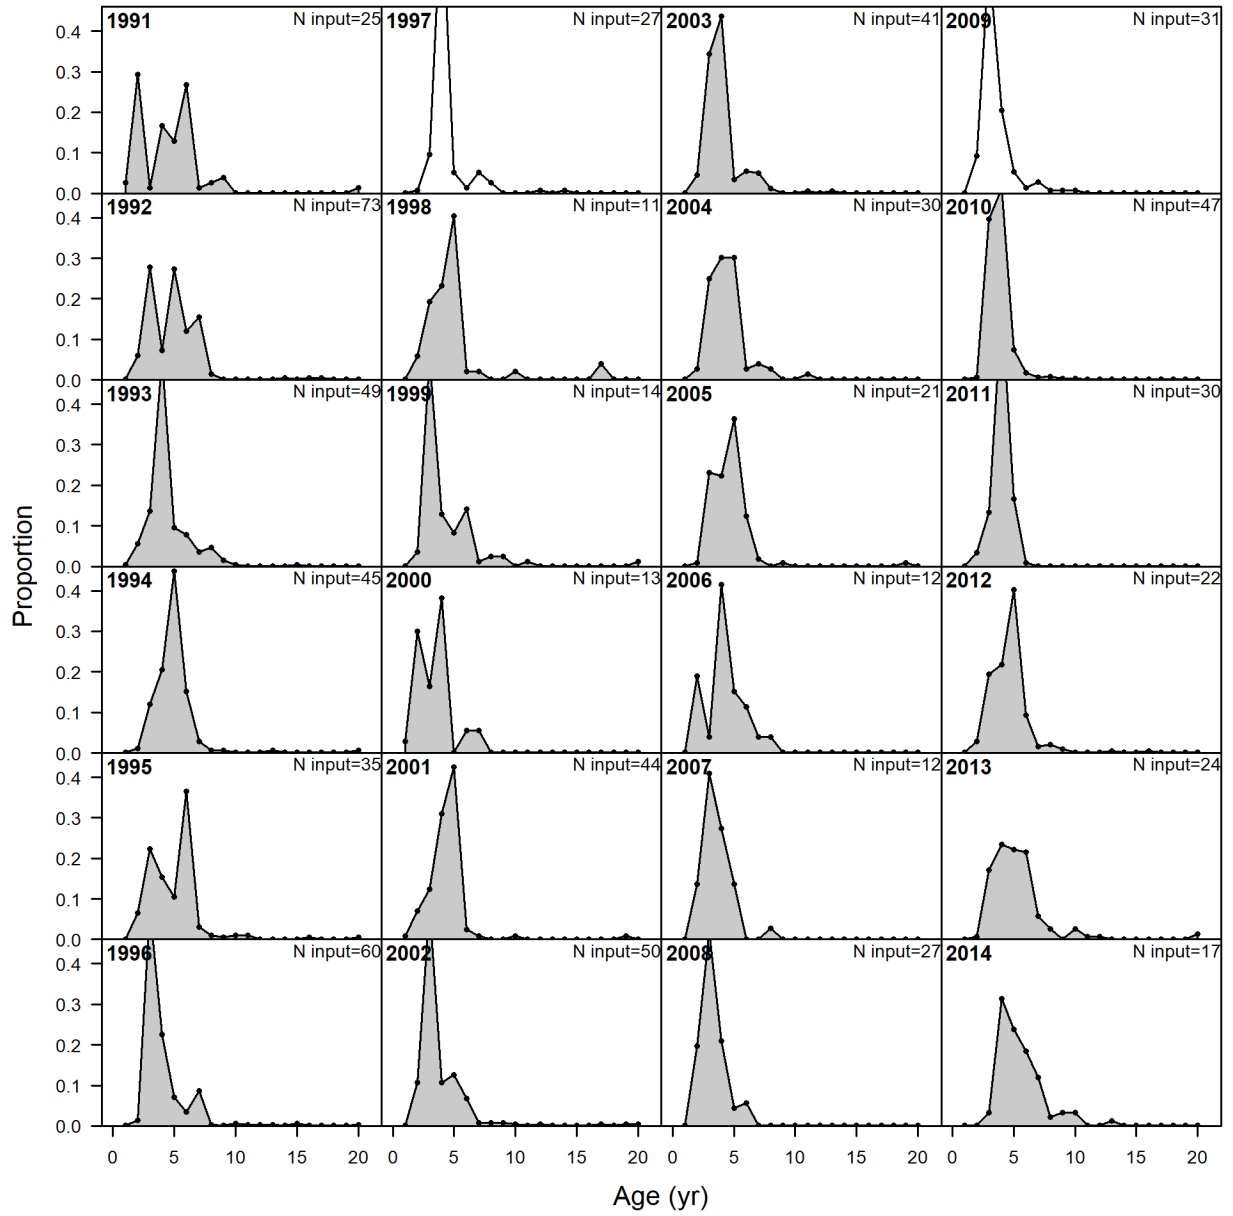 1991 N input=25
1997 N input=27
2003 N input=41
2009 N input=31
0.4
0.3
0.2
0.1
0.0
1992 N input=73
1998 N input=11
2004 N input=30
2010 N input=47
0.4
0.3
0.2
0.1
0.0
1993 N input=49
1999 N input=14
2005 N input=21
2011 N input=30
0.4
0.3
0.2
0.1
0.0
Proportion
1994 N input=45
2000 N input=13
2006 N input=12
2012 N input=22
0.4
0.3
0.2
0.1
0.0
1995 N input=35
2001 N input=44
2007 N input=12
2013 N input=24
0.4
0.3
0.2
0.1
0.0
1996 N input=60
2002 N input=50
2008 N input=27
2014 N input=17
0.4
0.3
0.2
0.1
0.0
0 5 10 15 20
0 5 10 15 20
0 5 10 15 20
0 5 10 15 20
Age (yr)